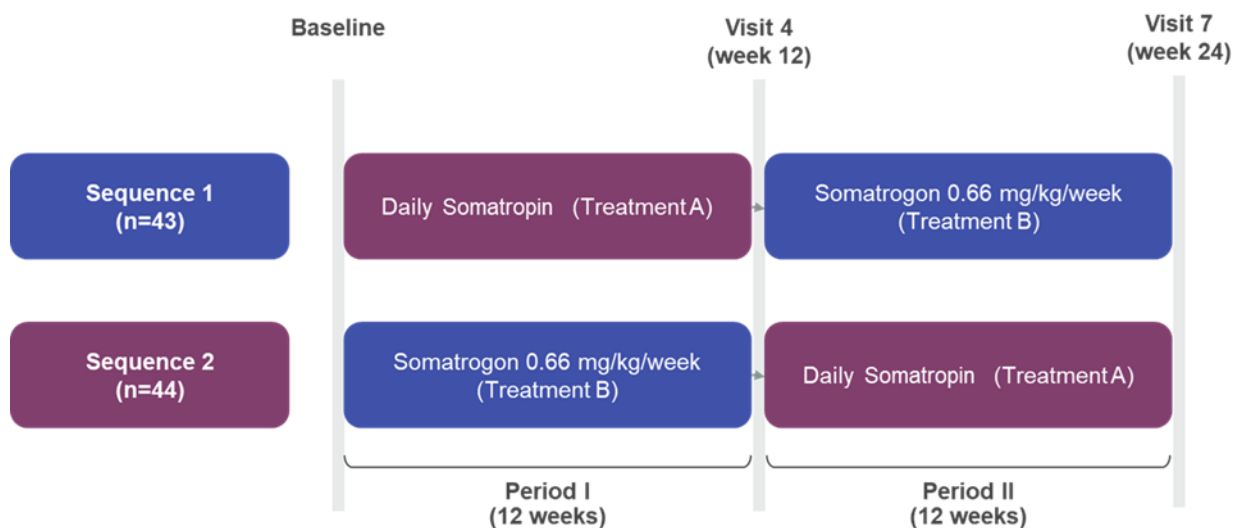 Baseline
Visit 4
(week 12)
Visit 7
(week 24)
Sequence 1
(n=43)
Daily Somatropin (Treatment A)
Somatrogon 0.66 mg/kg/week
(Treatment B)
Sequence 2
(n=44)
Somatrogon 0.66 mg/kg/week
(Treatment B)
Daily Somatropin (Treatment A)
Period I
(12 weeks)
Period II
(12 weeks)